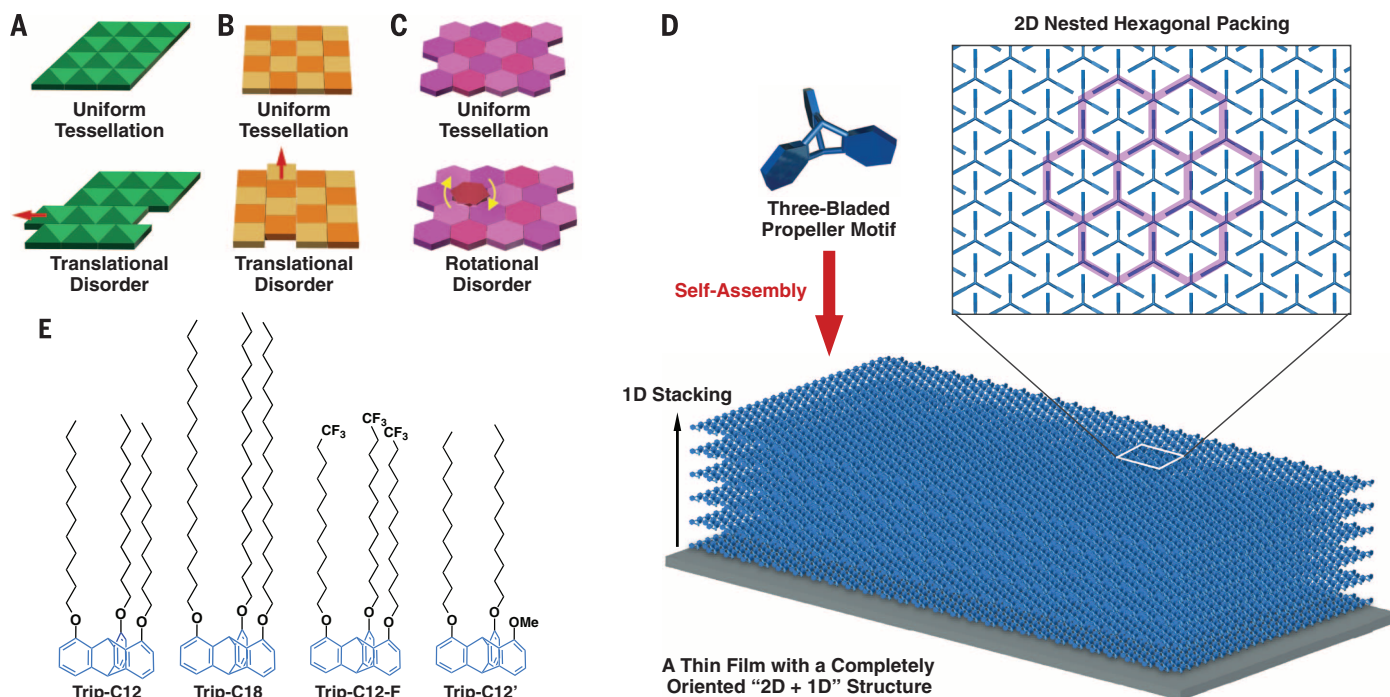 A
Uniform
Tessellation
Translational
Disorder
B
Uniform
Tessellation
Translational
Disorder
C
Uniform
Tessellation
Rotational
Disorder
D
2D Nested Hexagonal Packing
Three-Bladed
Propeller Motif
Self-Assembly
1D Stacking
A Thin Film with a Completely
Oriented “2D + 1D” Structure
E
O O O
Trip-C12
O O O
Trip-C18
CF3 CF3 CF3
O O O
Trip-C12-F
O O OMe
Trip-C12’